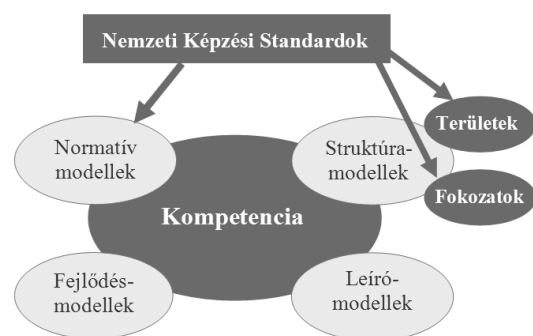 Nemzeti Képzési Standardok
Területek
Normatív
modellek
Struktúra-
modellek
Fokozatok
Kompetencia
Fejlődés-
modellek
Leíró-
modellek